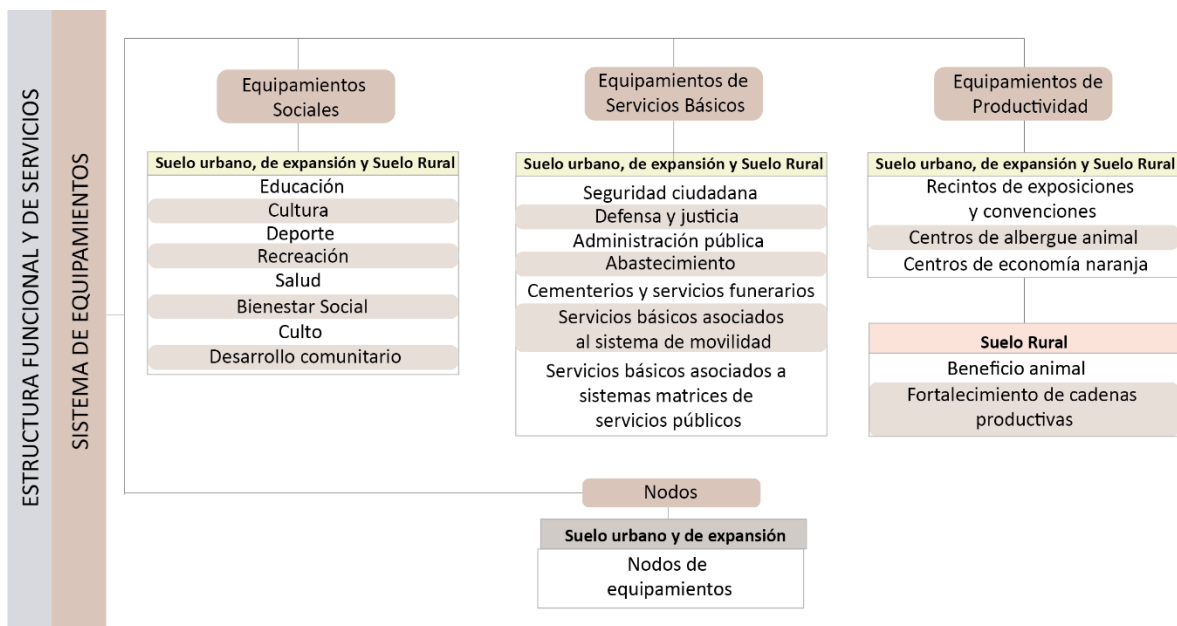 ESTRUCTURA FUNCIONAL Y DE SERVICIOS
SISTEMA DE EQUIPAMIENTOS
Equipamientos
Sociales
Suelo urbano, de expansión y Suelo Rural
Educación
Cultura
Deporte
Recreación
Salud
Bienestar Social
Culto
Desarrollo comunitario
Equipamientos de
Servicios Básicos
Suelo urbano, de expansión y Suelo Rural
Seguridad ciudadana
Defensa y justicia
Administración pública
Abastecimiento
Cementerios y servicios funerarios
Servicios básicos asociados
al sistema de movilidad
Servicios básicos asociados a
sistemas matrices de
servicios públicos
Equipamientos de
Productividad
Suelo urbano, de expansión y Suelo Rural
Recintos de exposiciones
y convenciones
Centros de albergue animal
Centros de economía naranja
Suelo Rural
Beneficio animal
Fortalecimiento de cadenas
productivas
Nodos
Suelo urbano y de expansión
Nodos de
equipamientos